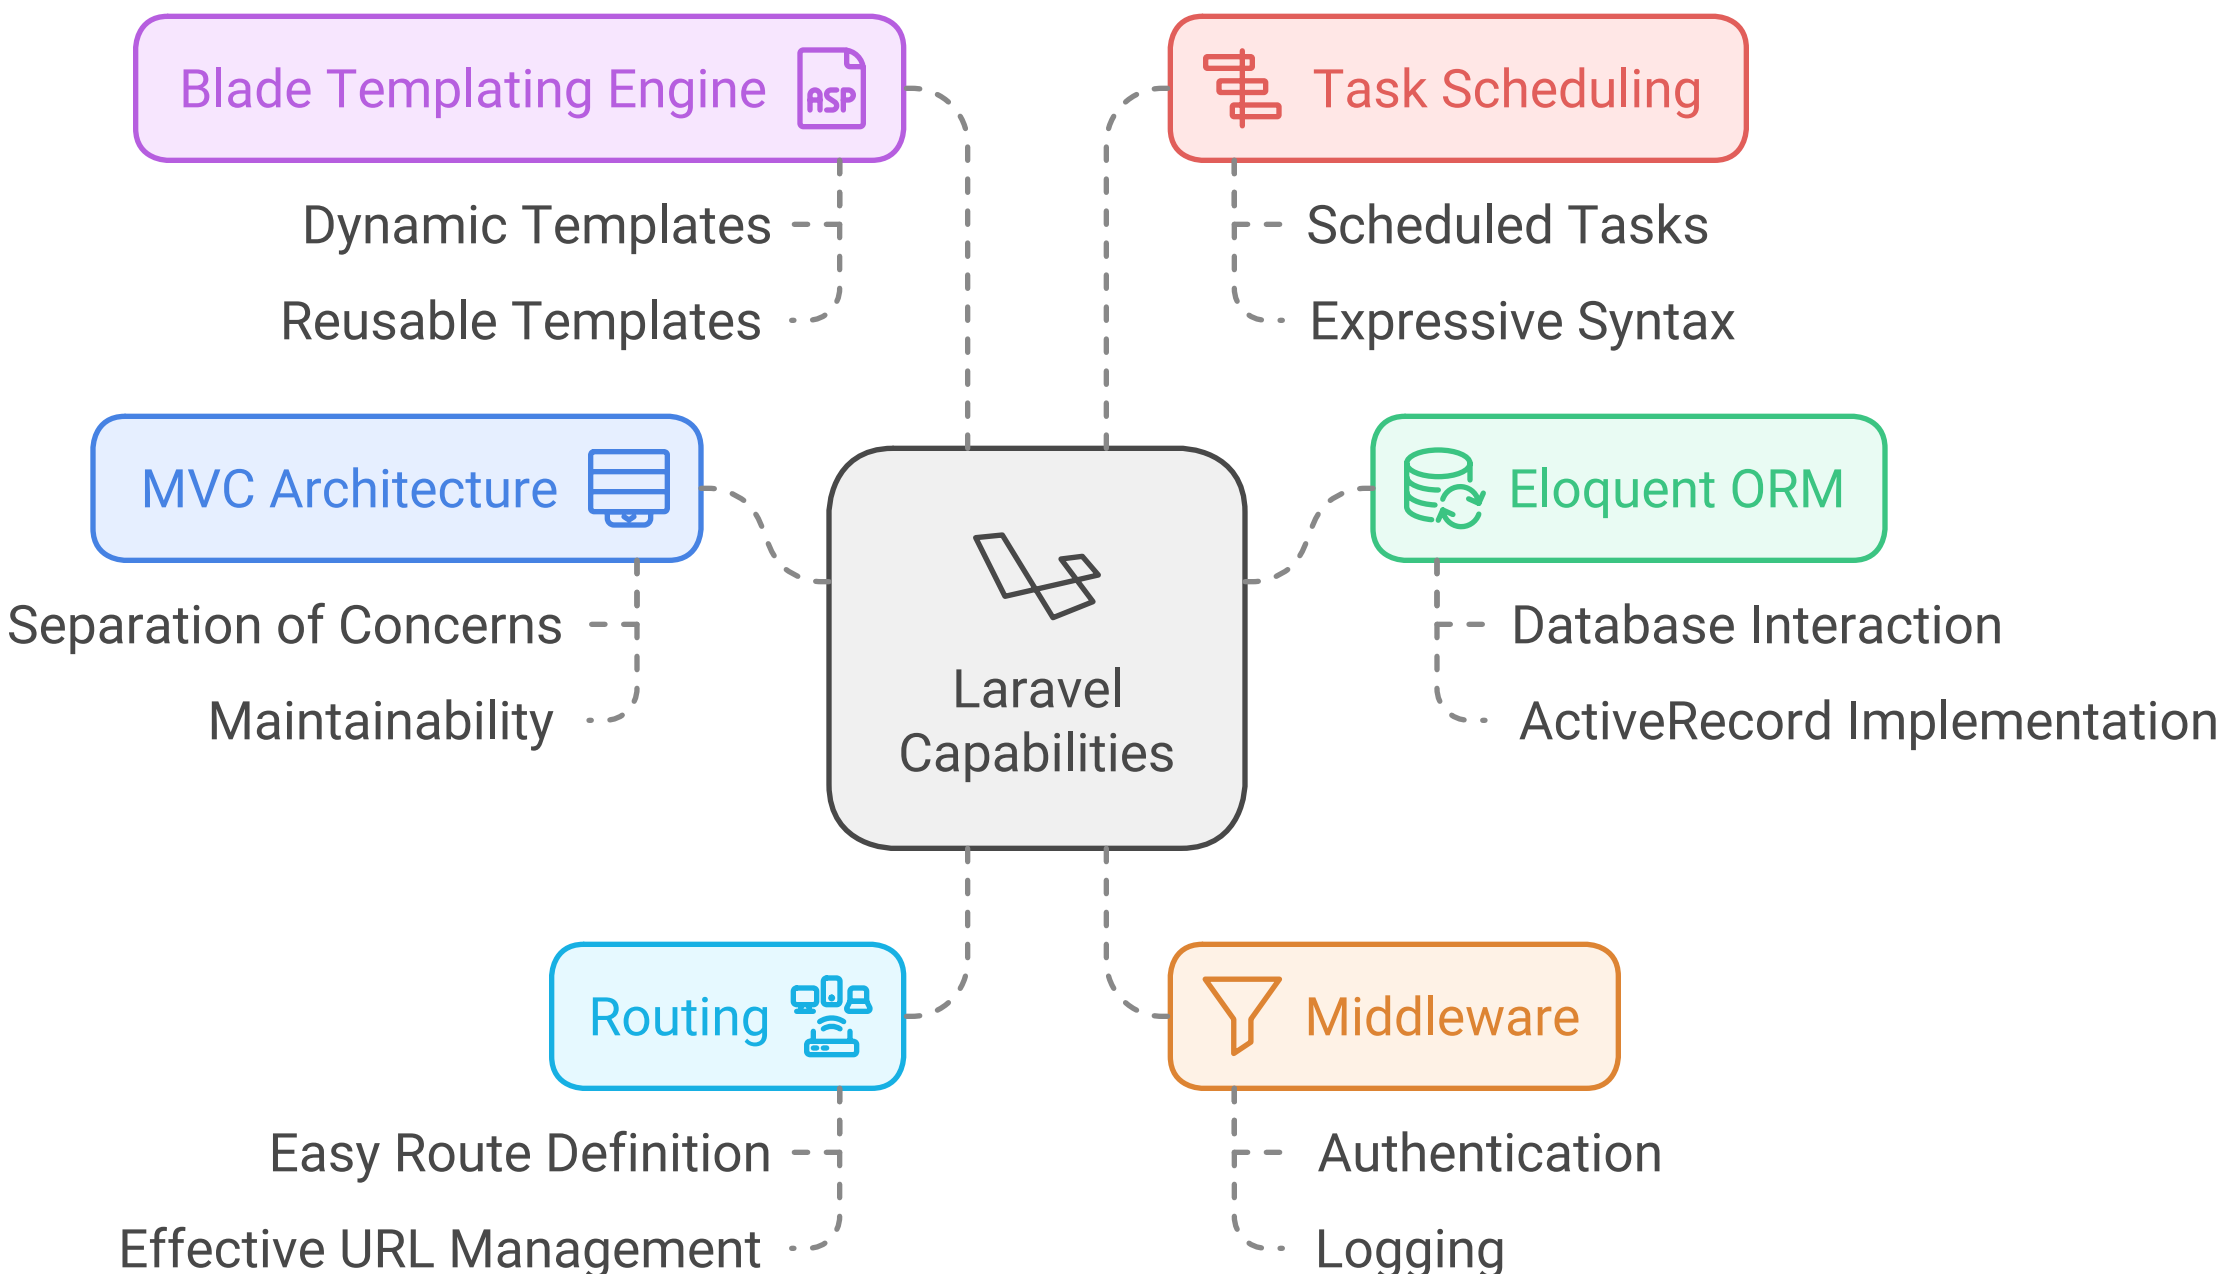 Blade Templating Engine
ASP
Dynamic Templates
Reusable Templates
Task Scheduling
Scheduled Tasks
Expressive Syntax
MVC Architecture
Separation of Concerns
Maintainability
Laravel
Capabilities
Eloquent ORM
Database Interaction
ActiveRecord Implementation
Routing
Easy Route Definition
Effective URL Management
Middleware
Authentication
Logging